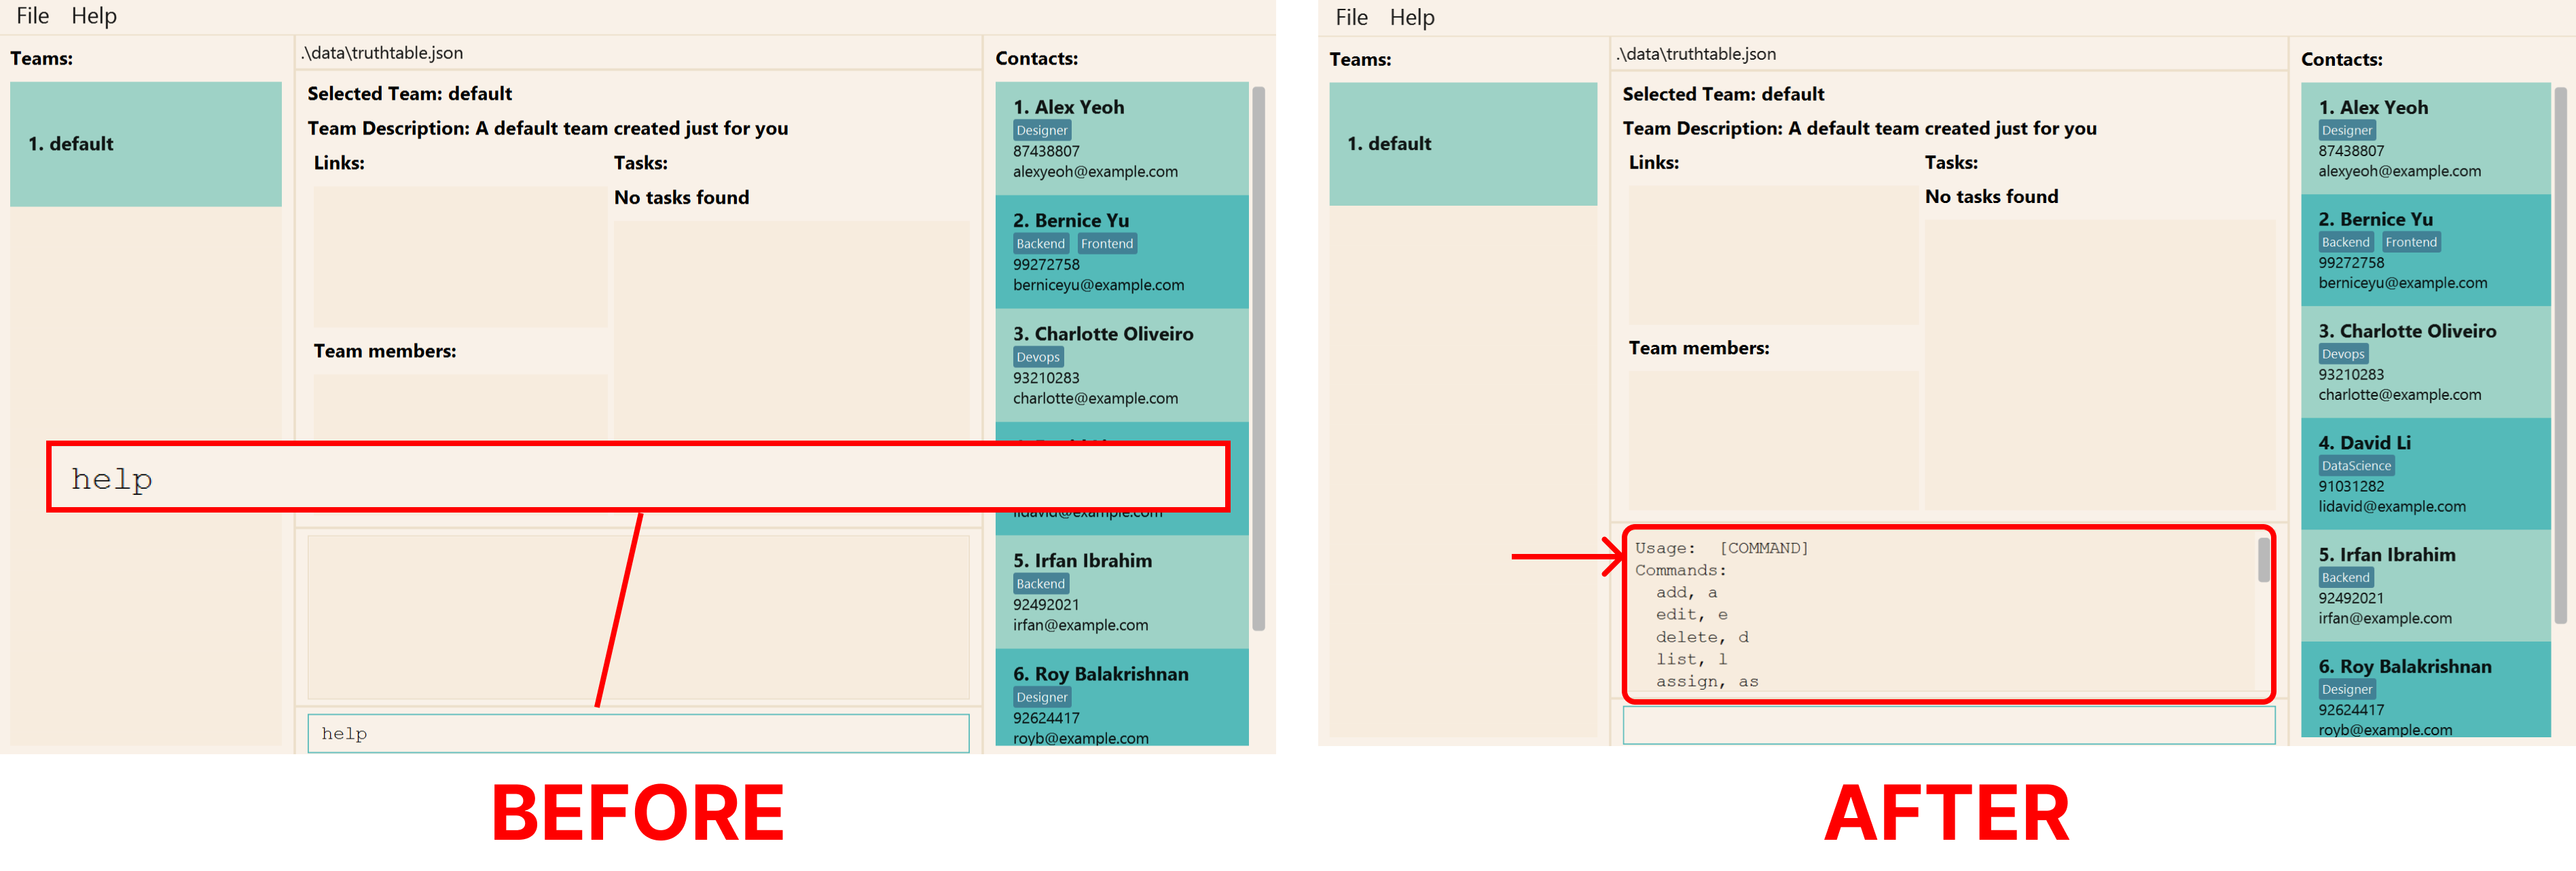 File Help
Teams:
1. default
.\data\truthtable.json
Selected Team: default
Team Description: A default team created just for you
Links:
Tasks:
No tasks found
Team members:
help
help
Contacts:
1. Alex Yeoh
Designer
87438807
alexyeoh@example.com
2. Bernice Yu
Backend Frontend
99272758
berniceyu@example.com
3. Charlotte Oliveiro
Devops
93210283
charlotte@example.com
lidavid@example.com
5. Irfan Ibrahim
Backend
92492021
irfan@example.com
6. Roy Balakrishnan
Designer
92624417
royb@example.com
BEFORE
File Help
Teams:
1. default
.\data\truthtable.json
Selected Team: default
Team Description: A default team created just for you
Links:
Tasks:
No tasks found
Team members:
Usage: [COMMAND]
Commands:
add, a
edit, e
delete, d
list, l
assign, as
Contacts:
1. Alex Yeoh
Designer
87438807
alexyeoh@example.com
2. Bernice Yu
Backend Frontend
99272758
berniceyu@example.com
3. Charlotte Oliveiro
Devops
93210283
charlotte@example.com
4. David Li
DataScience
91031282
lidavid@example.com
5. Irfan Ibrahim
Backend
92492021
irfan@example.com
6. Roy Balakrishnan
Designer
92624417
royb@example.com
AFTER